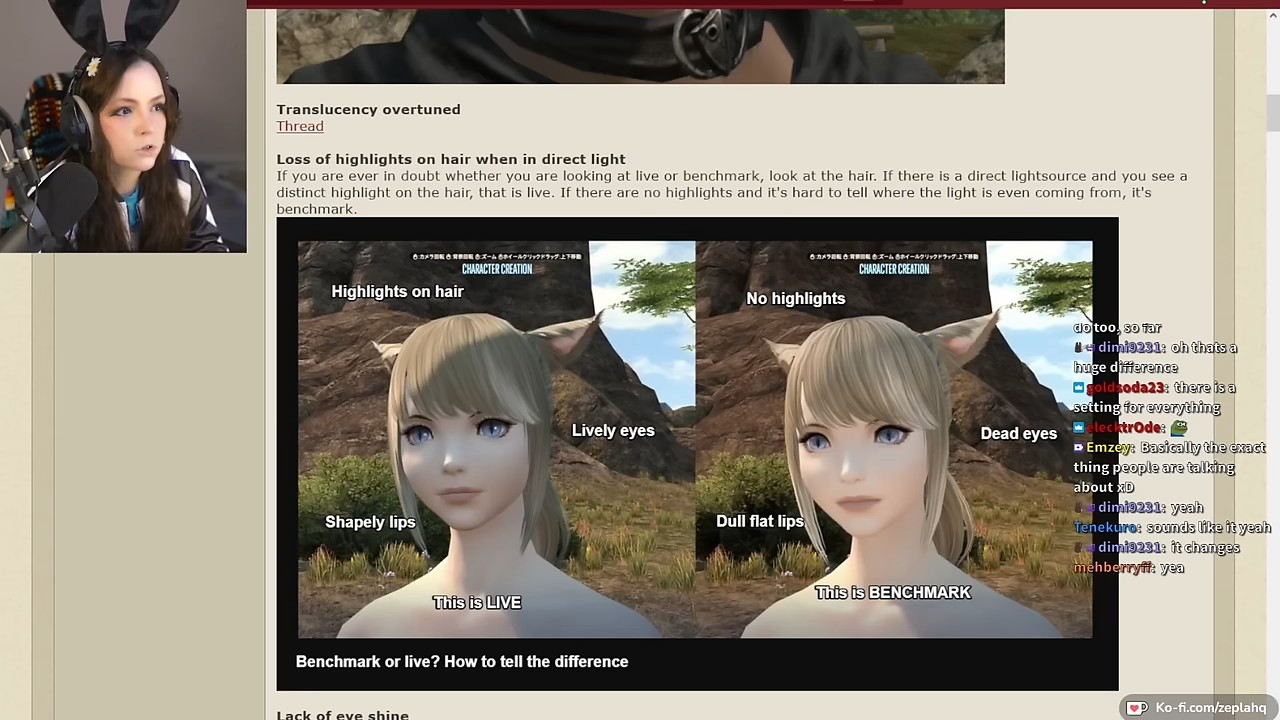 Translucency overtuned
Thread
Loss of highlights on hair when in direct light
If you are ever in doubt whether you are looking at live or benchmark, look at the hair. If there is a direct lightsource and you see a
distinct highlight on the hair, that is live. If there are no highlights and it's hard to tell where the light is even coming from, it's
benchmark.
CHARACTER CREATION
Highlights on hair
Lively eyes
Shapely lips
This is LIVE
CHARACTER CREATION
No highlights
Dead eyes
Dull flat lips
This is BENCHMARK
Benchmark or live? How to tell the difference
Lack of eye shine
do too, so far
dimi9231: oh thats a
huge difference
goldsoda23: there is a
setting for everything
elecktr0de:
Emzey: Basically the exact
thing people are talking
about xD
dimi9231: yeah
Tenekuro: sounds like it yeah
dimi9231: it changes
mehberryff: yea
Ko-fi.com/zeplahq